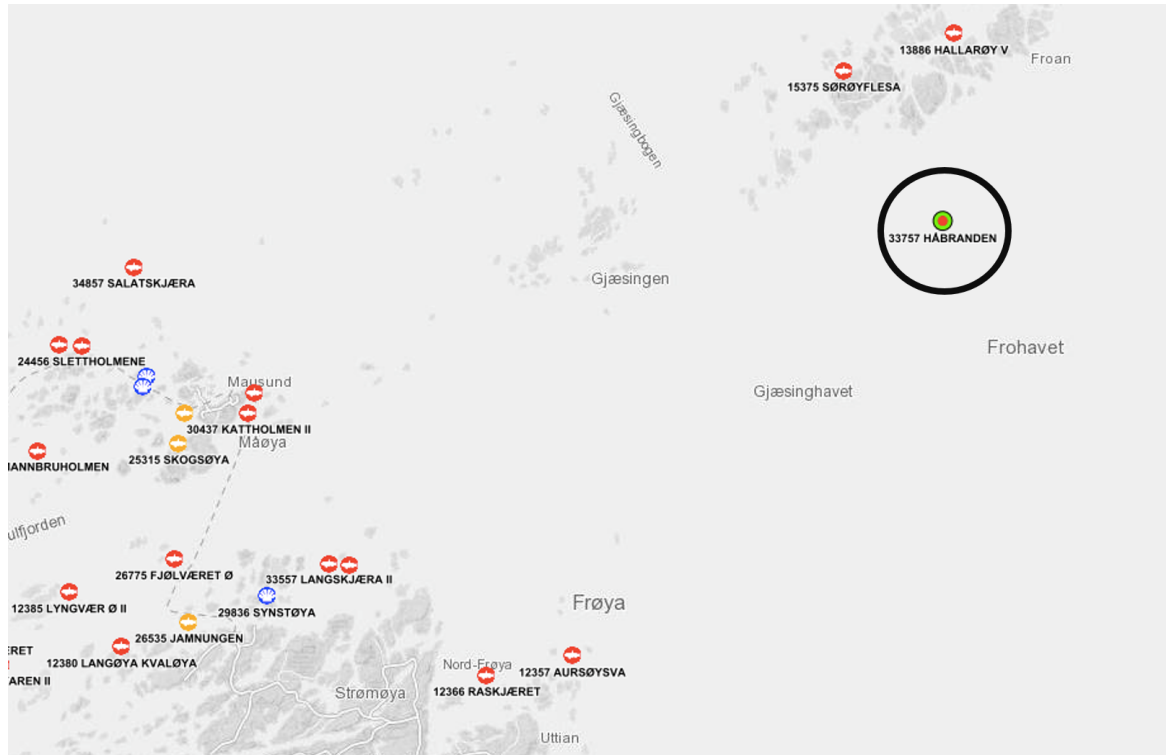 13886 HALLARØY V
Froan
15375 SØRØYFLESA
Gjæsingbogen
33757 HÅBRANDEN
Gjæsingen
34857 SALATSKJÆRA
Frohavet
24456 SLETTHOLMENE
Mausund
Gjæsinghavet
30437 KATTHOLMEN II
Måøya
25315 SKOGSØYA
MANNBRUHOLMEN
ulfjorden
26775 FJØLVÆRET Ø
33557 LANGSKJÆRA II
12385 LYNGVÆR Ø II
29836 SYNSTØYA
Frøya
26535 JAMNUNGEN
ÆRET
12380 LANGØYA KVALØYA
Nord-Frøya
12357 AURSØYSVA
AREN II
Strømøya
12366 RASKJÆRET
Uttian